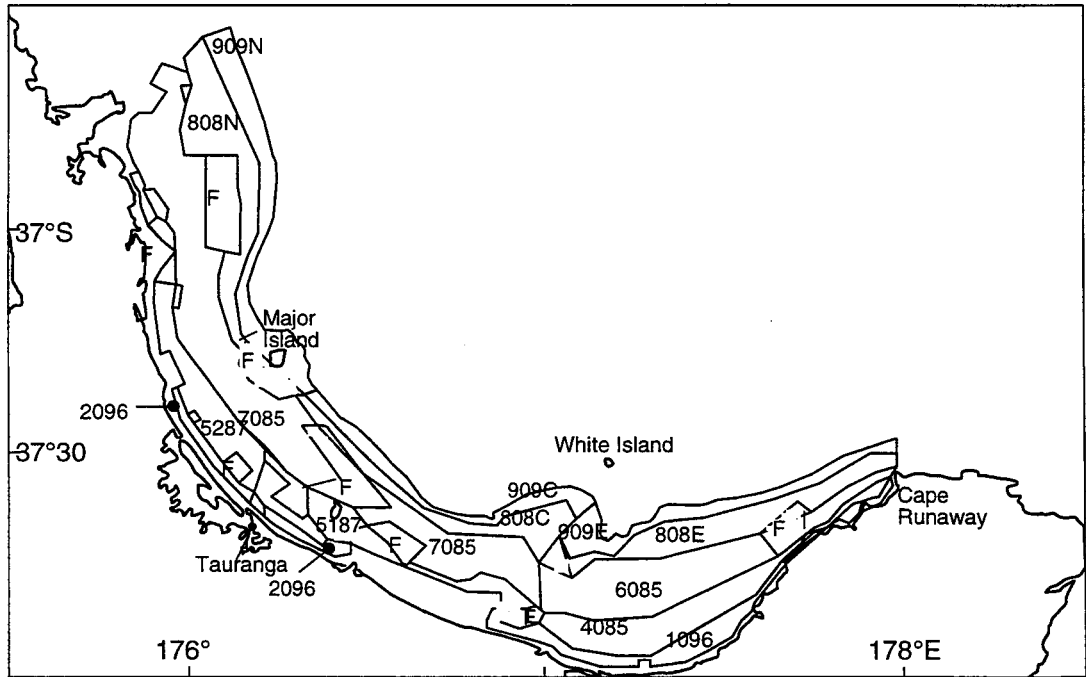 909N
808N
F
37°S
F
Major
Island
F
2096
5287
7085
37°30
White Island
F
F
909C
808C
5187
909E
808E
Cape
Runaway
F
F
7085
Tauranga
2096
6085
4085
1096
176°
178°E